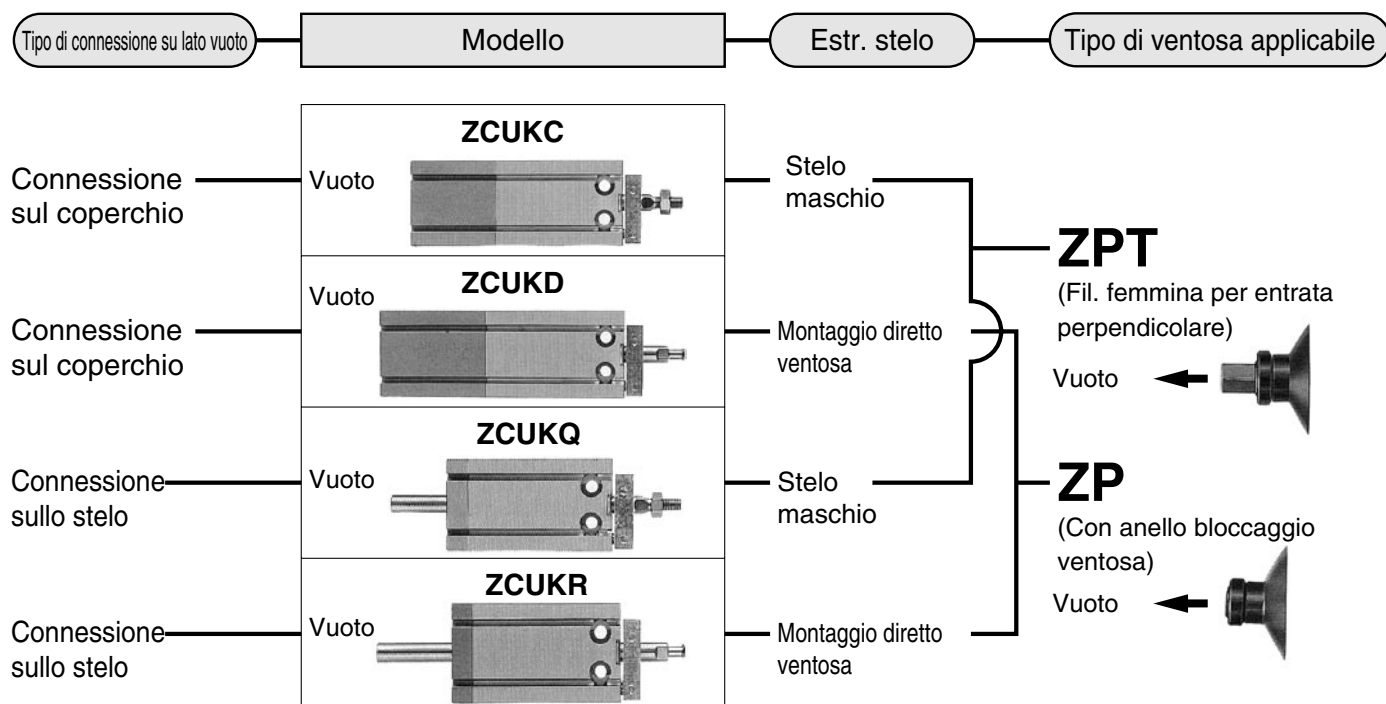 Tipo di connessione su lato vuoto
Modello
Estr. stelo
Tipo di ventosa applicabile
Connessione
sul coperchio
Vuoto
ZCUKC
Stelo
maschio
Connessione
sul coperchio
Vuoto
ZCUKD
Montaggio diretto
ventosa
Connessione
sullo stelo
Vuoto
ZCUKQ
Stelo
maschio
Connessione
sullo stelo
Vuoto
ZCUKR
Montaggio diretto
ventosa
ZPT
(Fil. femmina per entrata
perpendicolare)
Vuoto
ZP
(Con anello bloccaggio
ventosa)
Vuoto